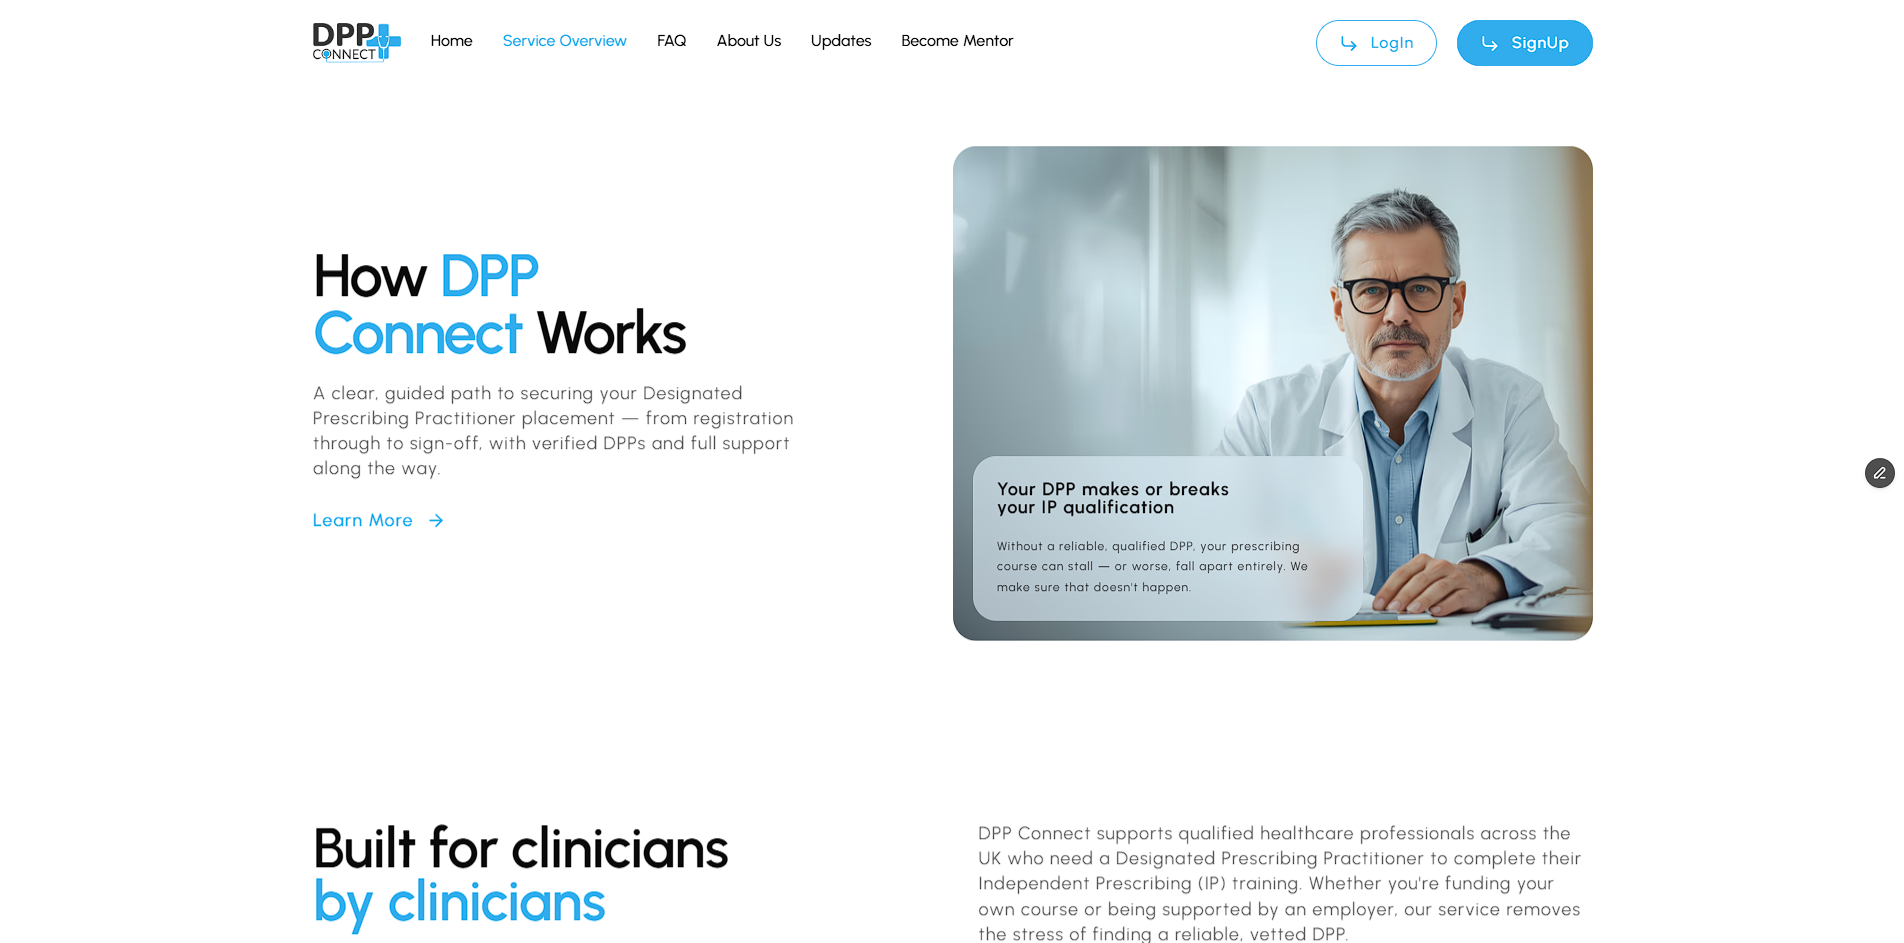 DPP
CONNECT
Home
Service Overview
FAQ
About Us
Updates
Become Mentor
LogIn
SignUp
How DPP
Connect Works
A clear, guided path to securing your Designated
Prescribing Practitioner placement — from registration
through to sign-off, with verified DPPs and full support
along the way.
Learn More
Your DPP makes or breaks
your IP qualification
Without a reliable, qualified DPP, your prescribing
course can stall — or worse, fall apart entirely. We
make sure that doesn't happen.
Built for clinicians
by clinicians
DPP Connect supports qualified healthcare professionals across the
UK who need a Designated Prescribing Practitioner to complete their
Independent Prescribing (IP) training. Whether you're funding your
own course or being supported by an employer, our service removes
the stress of finding a reliable, vetted DPP.